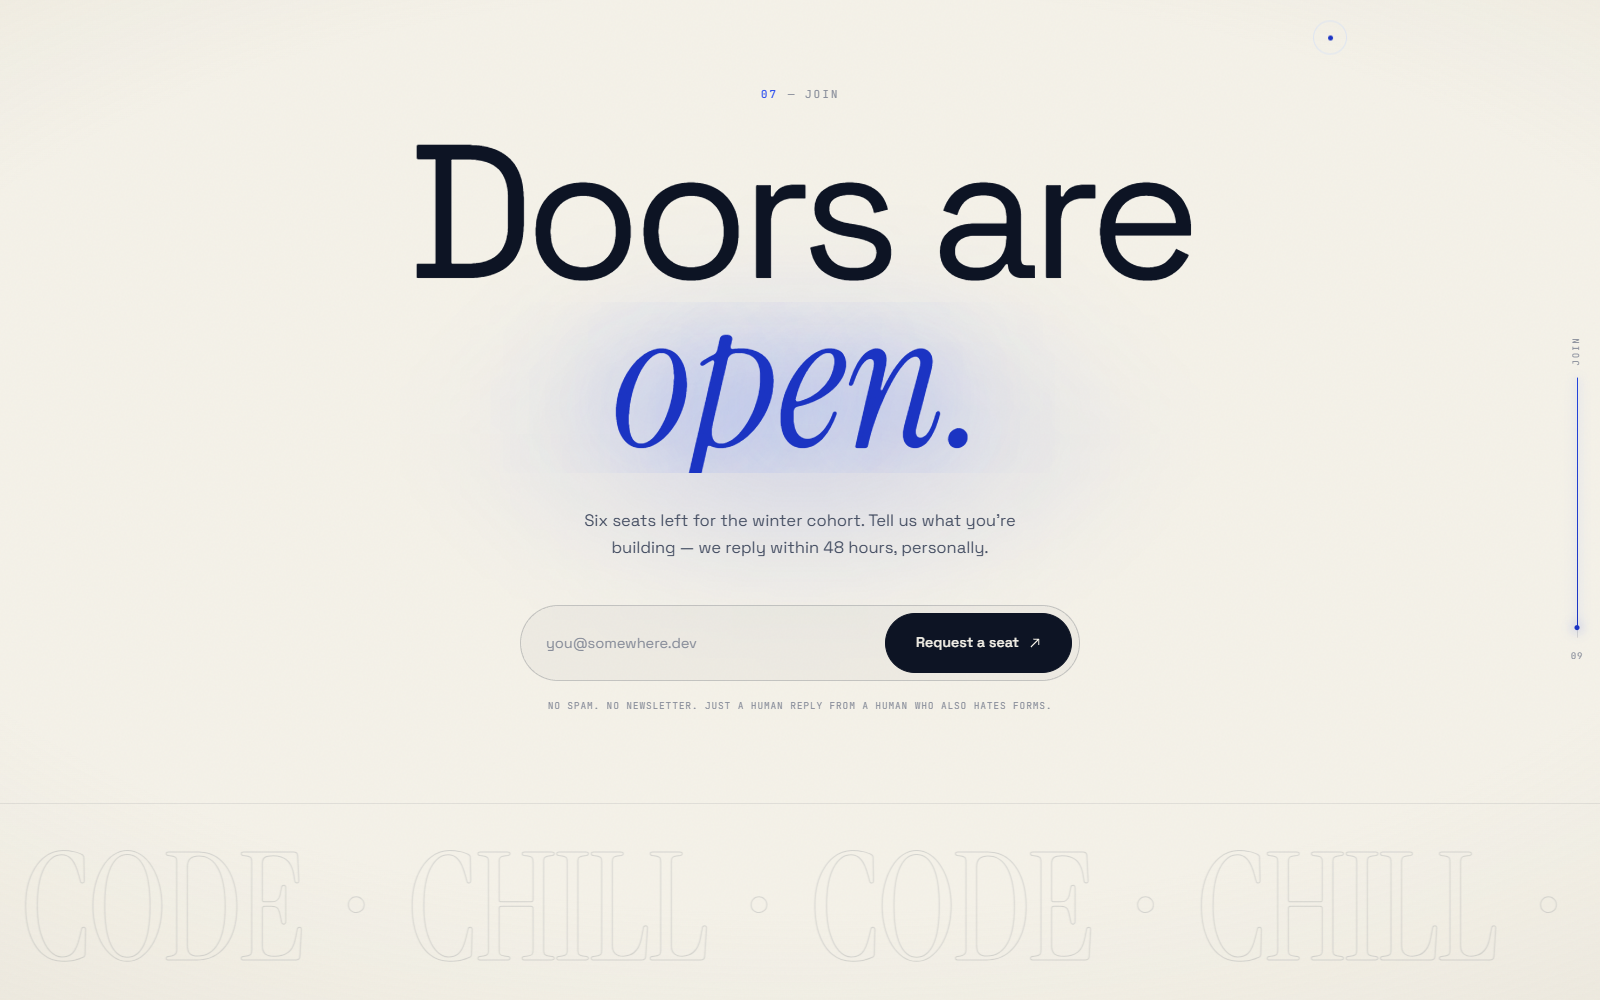 07 — JOIN
Doors are
open.
JOIN
Six seats left for the winter cohort. Tell us what you're
building — we reply within 48 hours, personally.
you@somewhere.dev
Request a seat ↗
09
NO SPAM. NO NEWSLETTER. JUST A HUMAN REPLY FROM A HUMAN WHO ALSO HATES FORMS.
CODE · CHILL · CODE · CHILL ·